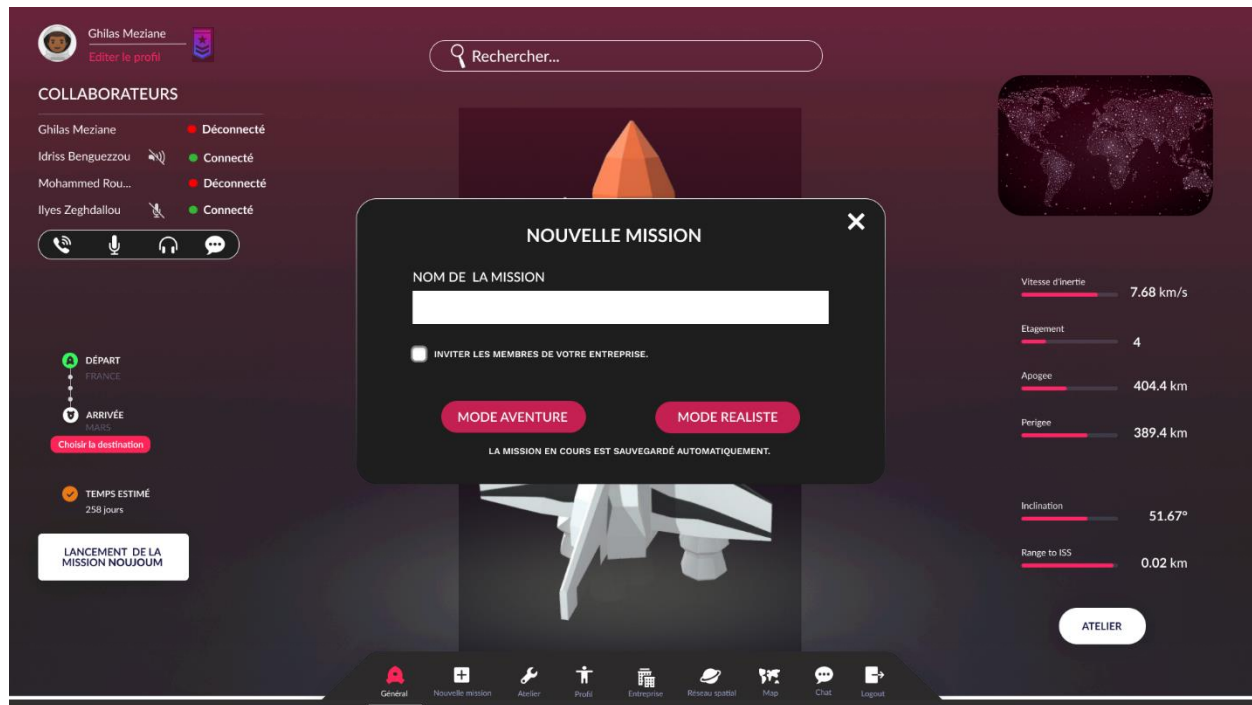 Ghilas Meziane
Editer le profil
Rechercher...
COLLABORATEURS
Ghilas Meziane Déconnecté
Idriss Benguezzou Connecté
Mohammed Rou... Déconnecté
Ilyes Zeghdallou Connecté
DÉPART
FRANCE
ARRIVÉE
MARS
Choisir la destination
TEMPS ESTIMÉ
258 jours
LANCEMENT DE LA
MISSION NOUJOUM
NOUVELLE MISSION
NOM DE LA MISSION
INVITER LES MEMBRES DE VOTRE ENTREPRISE.
MODE AVENTURE MODE REALISTE
LA MISSION EN COURS EST SAUVEGARDÉ AUTOMATIQUEMENT.
Vitesse d'inertie
7.68 km/s
Etagement
4
Apogee
404.4 km
Perigee
389.4 km
Inclination
51.67°
Range to ISS
0.02 km
ATELIER
Général Nouvelle mission Atelier Profil Entreprise Réseau spatial Map Chat Logout